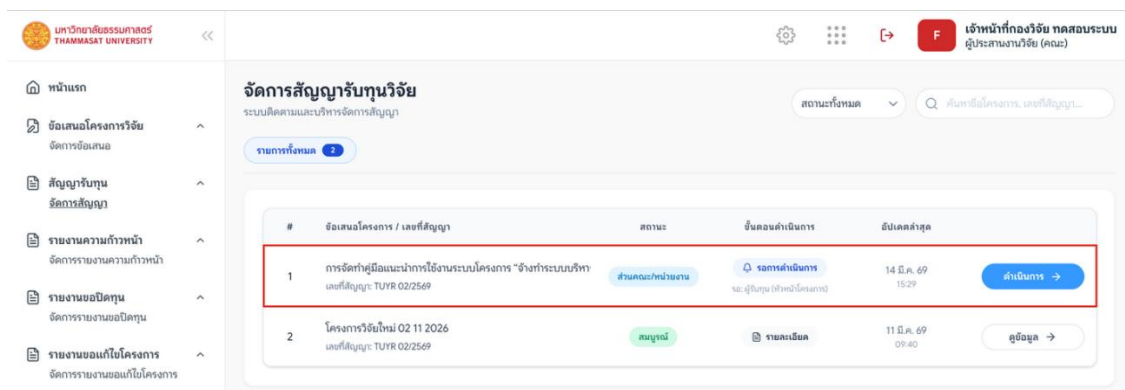 มหาวิทยาลัยธรรมศาสตร์
THAMMASAT UNIVERSITY
F
เจ้าหน้าที่กองวิจัย ทดสอบระบบ
ผู้ประสานงานวิจัย (คณะ)
หน้าแรก
ข้อเสนอโครงการวิจัย
จัดการข้อเสนอ
สัญญารับทุน
จัดการสัญญา
รายงานความก้าวหน้า
จัดการรายงานความก้าวหน้า
รายงานขอปิดทุน
จัดการรายงานขอปิดทุน
รายงานขอแก้ไขโครงการ
จัดการรายงานขอแก้ไขโครงการ
จัดการสัญญารับทุนวิจัย
ระบบติดตามและบริหารจัดการสัญญา
สถานะทั้งหมด
ค้นหาชื่อโครงการ, เลขที่สัญญา...
รายการทั้งหมด 2
# ข้อเสนอโครงการ / เลขที่สัญญา สถานะ ขั้นตอนดำเนินการ อัปเดตล่าสุด
1 การจัดทำคู่มือแนะนำการใช้งานระบบโครงการ "จ้างทำระบบบริหา ส่วนคณะ/หน่วยงาน รอการดำเนินการ 14 มี.ค. 69 ดำเนินการ →
เลขที่สัญญา: TUYR 02/2569 รอ: ผู้รับทุน (หัวหน้าโครงการ) 15:29
2 โครงการวิจัยใหม่ 02 11 2026 สมบูรณ์ รายละเอียด 11 มี.ค. 69 ดูข้อมูล →
เลขที่สัญญา: TUYR 02/2569 09:40